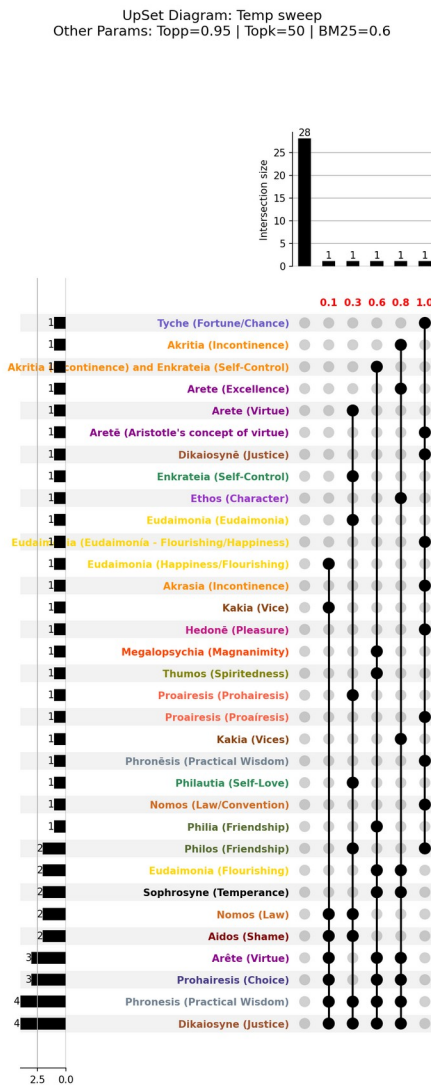 UpSet Diagram: Temp sweep
Other Params: Topp=0.95 | Topk=50 | BM25=0.6
28
25
20
15
10
5
0
Intersection size
1 1 1 1 1
0.1 0.3 0.6 0.8 1.0
1 Tyche (Fortune/Chance)
1 Akritia (Incontinence)
1 Akritia (Incontinence) and Enkrateia (Self-Control)
1 Arete (Excellence)
1 Arete (Virtue)
1 Aretē (Aristotle's concept of virtue)
1 Dikaiosynē (Justice)
1 Enkrateia (Self-Control)
1 Ethos (Character)
1 Eudaimonia (Eudaimonia)
1 Eudaimonia (Eudaimonía - Flourishing/Happiness)
1 Eudaimonia (Happiness/Flourishing)
1 Akrasia (Incontinence)
1 Kakia (Vice)
1 Hedonē (Pleasure)
1 Megalopsychia (Magnanimity)
1 Thumos (Spiritedness)
1 Proairesis (Prohairesis)
1 Proairesis (Proaíresis)
1 Kakia (Vices)
1 Phronēsis (Practical Wisdom)
1 Philautia (Self-Love)
1 Nomos (Law/Convention)
1 Philia (Friendship)
2 Philos (Friendship)
2 Eudaimonia (Flourishing)
2 Sophrosyne (Temperance)
2 Nomos (Law)
2 Aidos (Shame)
3 Arête (Virtue)
3 Prohairesis (Choice)
4 Phronesis (Practical Wisdom)
4 Dikaiosyne (Justice)
2.5 0.0